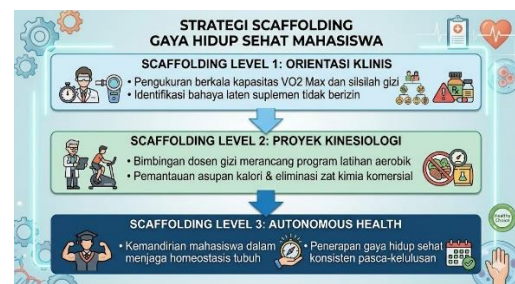 STRATEGI SCAFFOLDING
GAYA HIDUP SEHAT MAHASISWA
SCAFFOLDING LEVEL 1: ORIENTASI KLINIS
• Pengukuran berkala kapasitas VO2 Max dan silsilah gizi
• Identifikasi bahaya laten suplemen tidak berizin
SCAFFOLDING LEVEL 2: PROYEK KINESIOLOGI
• Bimbingan dosen gizi merancang program latihan aerobik
• Pemantauan asupan kalori & eliminasi zat kimia komersial
SCAFFOLDING LEVEL 3: AUTONOMOUS HEALTH
• Kemandirian mahasiswa dalam
menjaga homeostasis tubuh
• Penerapan gaya hidup sehat
konsisten pasca-kelulusan